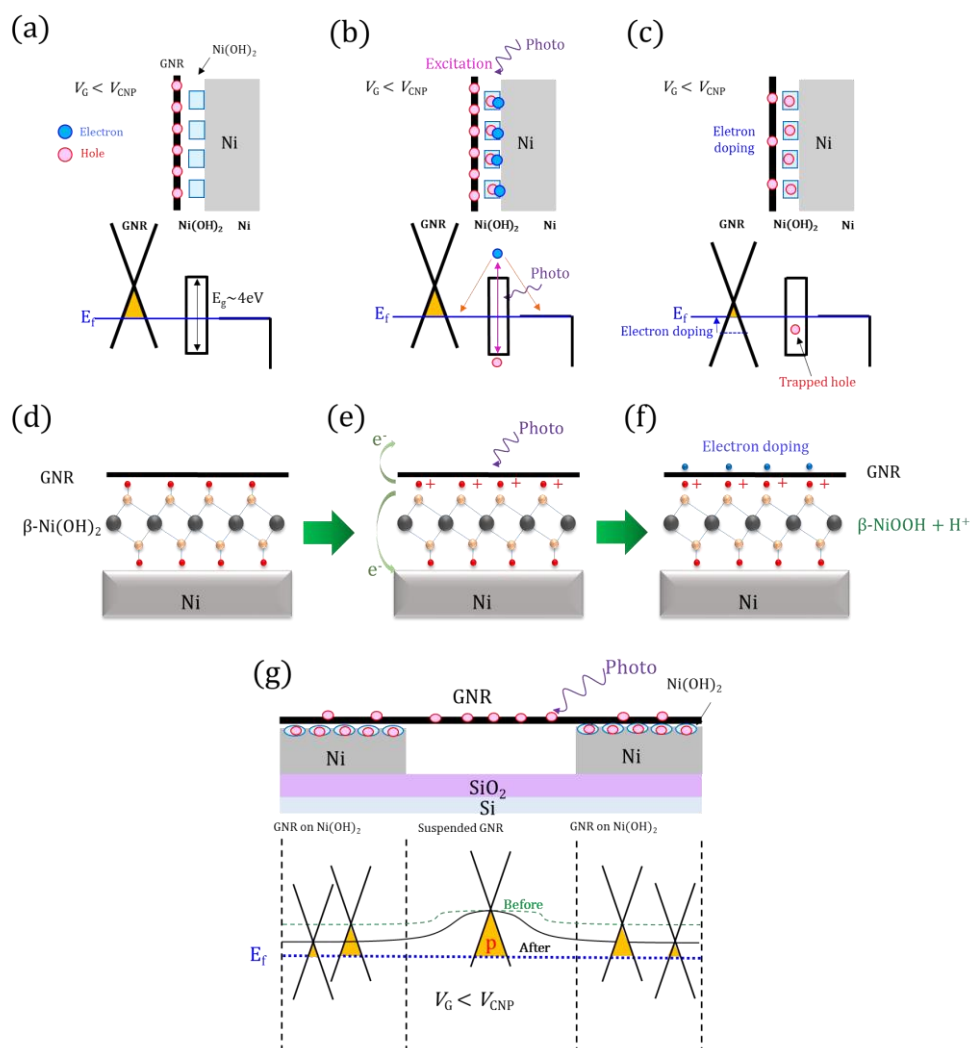 (a)
Ni(OH)2
GNR
VG < VCNP
Electron
Hole
Ni
GNR
Ni(OH)2
Ni
Eg~4eV
Ef
(b)
Photo
Excitation
VG < VCNP
Ni
GNR
Ni(OH)2
Ni
Photo
Ef
(c)
VG < VCNP
Eletron
doping
Ni
GNR
Ni(OH)2
Ni
Ef
Electron doping
Trapped hole
(d)
GNR
β-Ni(OH)2
Ni
(e)
e-
Photo
+ + + +
e-
Ni
(f)
Electron doping
GNR
+ + + +
β-NiOOH + H+
Ni
(g)
Photo
GNR
Ni(OH)2
Ni
Ni
SiO2
Si
GNR on Ni(OH)2
Suspended GNR
GNR on Ni(OH)2
Before
p
After
Ef
VG < VCNP